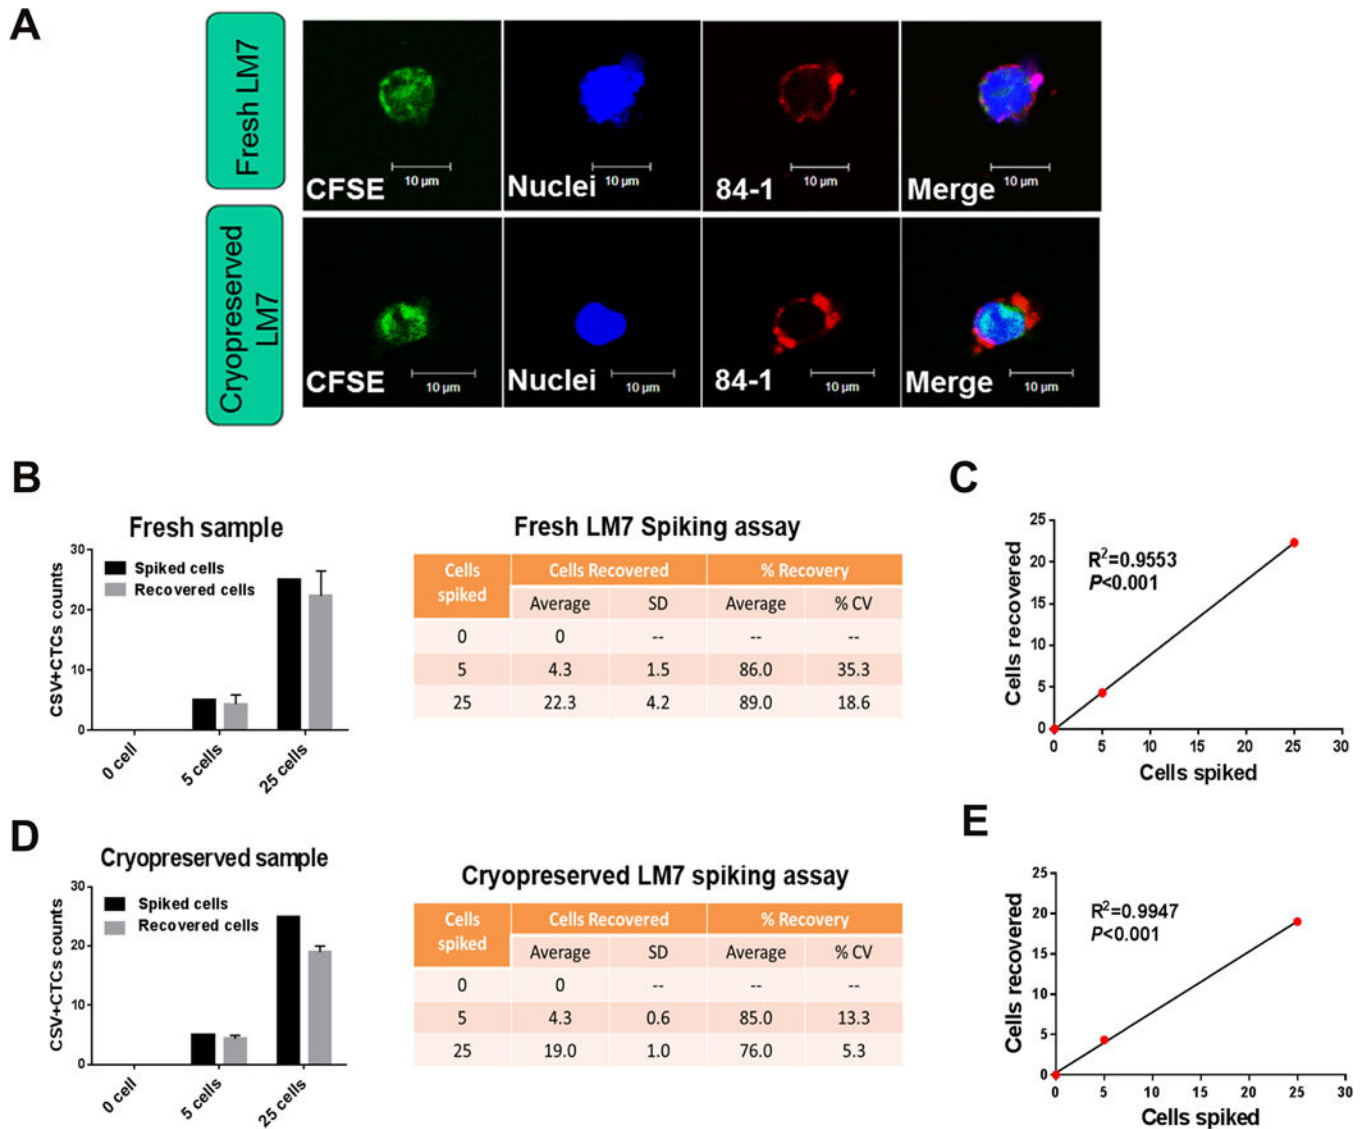 A
Fresh LM7
CFSE
10 µm
Nuclei
10 µm
84-1
10 µm
Merge
10 µm
Cryopreserved
LM7
CFSE
10 µm
Nuclei
10 µm
84-1
10 µm
Merge
10 µm
B
Fresh sample
CSV+CTCs counts
30
20
10
0
Spiked cells
Recovered cells
0 cell
5 cells
25 cells
Fresh LM7 Spiking assay
Cells spiked
Cells Recovered
% Recovery
Average SD Average % CV
0 0 -- -- --
5 4.3 1.5 86.0 35.3
25 22.3 4.2 89.0 18.6
C
Cells recovered
25
20
15
10
5
0
R²=0.9553
P<0.001
0 5 10 15 20 25 30
Cells spiked
D
Cryopreserved sample
CSV+CTCs counts
30
20
10
0
Spiked cells
Recovered cells
0 cell
5 cells
25 cells
Cryopreserved LM7 spiking assay
Cells spiked
Cells Recovered
% Recovery
Average SD Average % CV
0 0 -- -- --
5 4.3 0.6 85.0 13.3
25 19.0 1.0 76.0 5.3
E
Cells recovered
25
20
15
10
5
0
R²=0.9947
P<0.001
0 5 10 15 20 25 30
Cells spiked